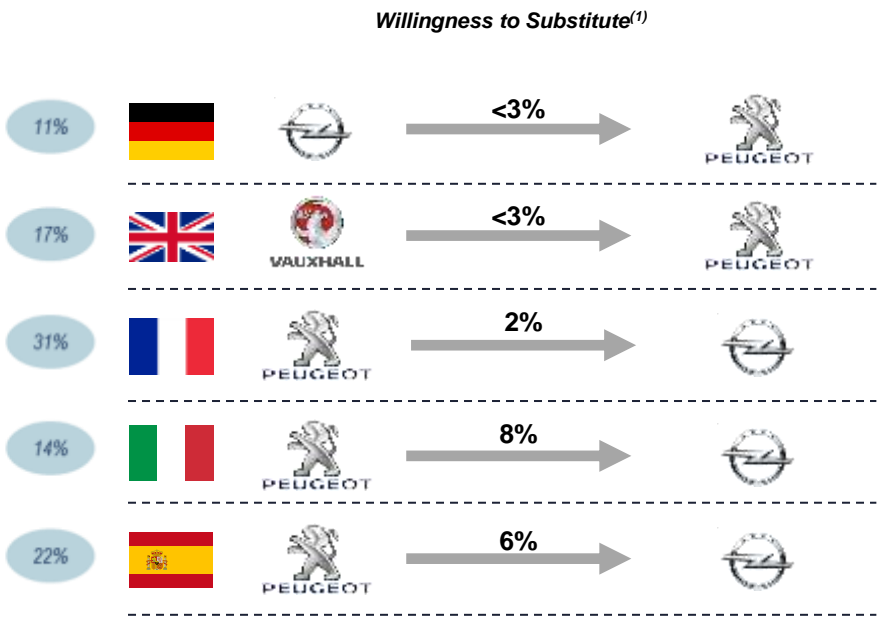 Willingness to Substitute(1)
11% <3% PEUGEOT
17% VAUXHALL <3% PEUGEOT
31% PEUGEOT 2%
14% PEUGEOT 8%
22% PEUGEOT 6%